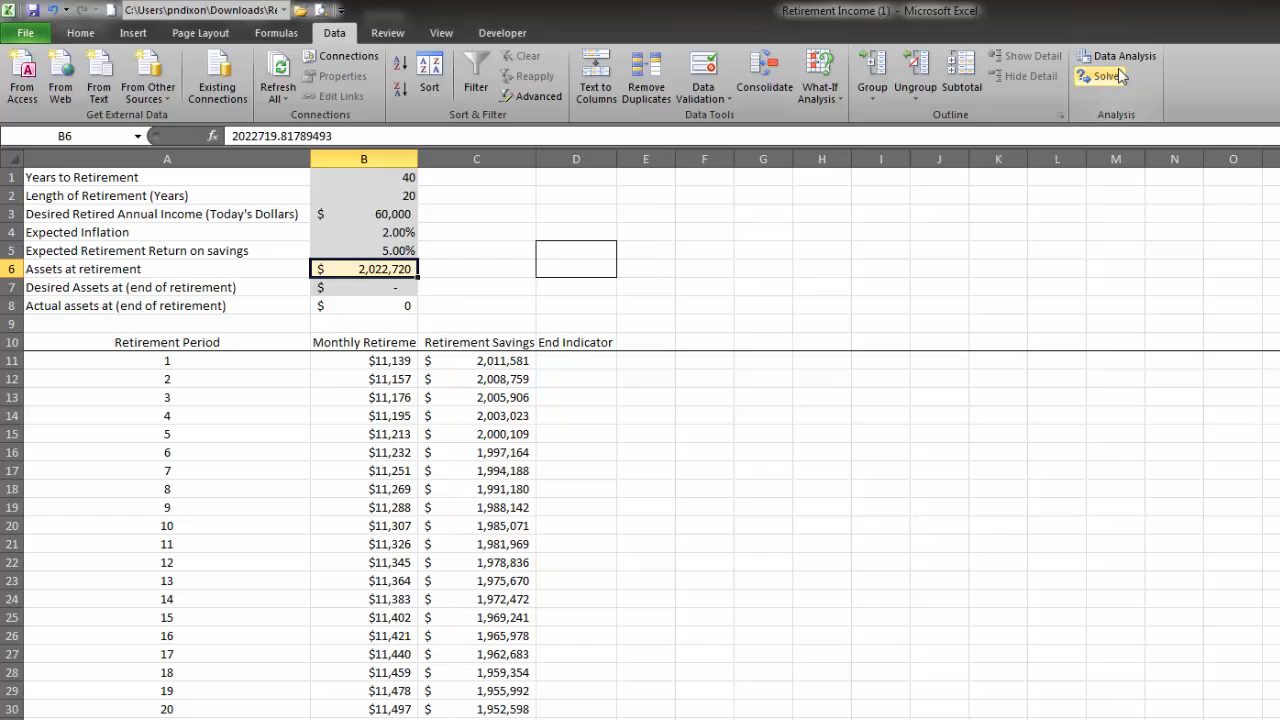 C:\Users\pndixon\Downloads\Re
Retirement Income (1) - Microsoft Excel
File Home Insert Page Layout Formulas Data Review View Developer
From Access
From Web
From Text
From Other Sources
Existing Connections
Get External Data
Refresh All
Connections
Properties
Edit Links
Connections
Sort
Filter
Clear
Reapply
Advanced
Sort & Filter
Text to Columns
Remove Duplicates
Data Validation
Consolidate
What-If Analysis
Data Tools
Group
Ungroup
Subtotal
Show Detail
Hide Detail
Outline
Data Analysis
Solve
Analysis
B6 fx 2022719.81789493
A B C D E F G H I J K L M N O
1 Years to Retirement 40
2 Length of Retirement (Years) 20
3 Desired Retired Annual Income (Today's Dollars) $ 60,000
4 Expected Inflation 2.00%
5 Expected Retirement Return on savings 5.00%
6 Assets at retirement $ 2,022,720
7 Desired Assets at (end of retirement) $ -
8 Actual assets at (end of retirement) $ 0
9
10 Retirement Period Monthly Retireme Retirement Savings End Indicator
11 1 $11,139 $ 2,011,581
12 2 $11,157 $ 2,008,759
13 3 $11,176 $ 2,005,906
14 4 $11,195 $ 2,003,023
15 5 $11,213 $ 2,000,109
16 6 $11,232 $ 1,997,164
17 7 $11,251 $ 1,994,188
18 8 $11,269 $ 1,991,180
19 9 $11,288 $ 1,988,142
20 10 $11,307 $ 1,985,071
21 11 $11,326 $ 1,981,969
22 12 $11,345 $ 1,978,836
23 13 $11,364 $ 1,975,670
24 14 $11,383 $ 1,972,472
25 15 $11,402 $ 1,969,241
26 16 $11,421 $ 1,965,978
27 17 $11,440 $ 1,962,683
28 18 $11,459 $ 1,959,354
29 19 $11,478 $ 1,955,992
30 20 $11,497 $ 1,952,598